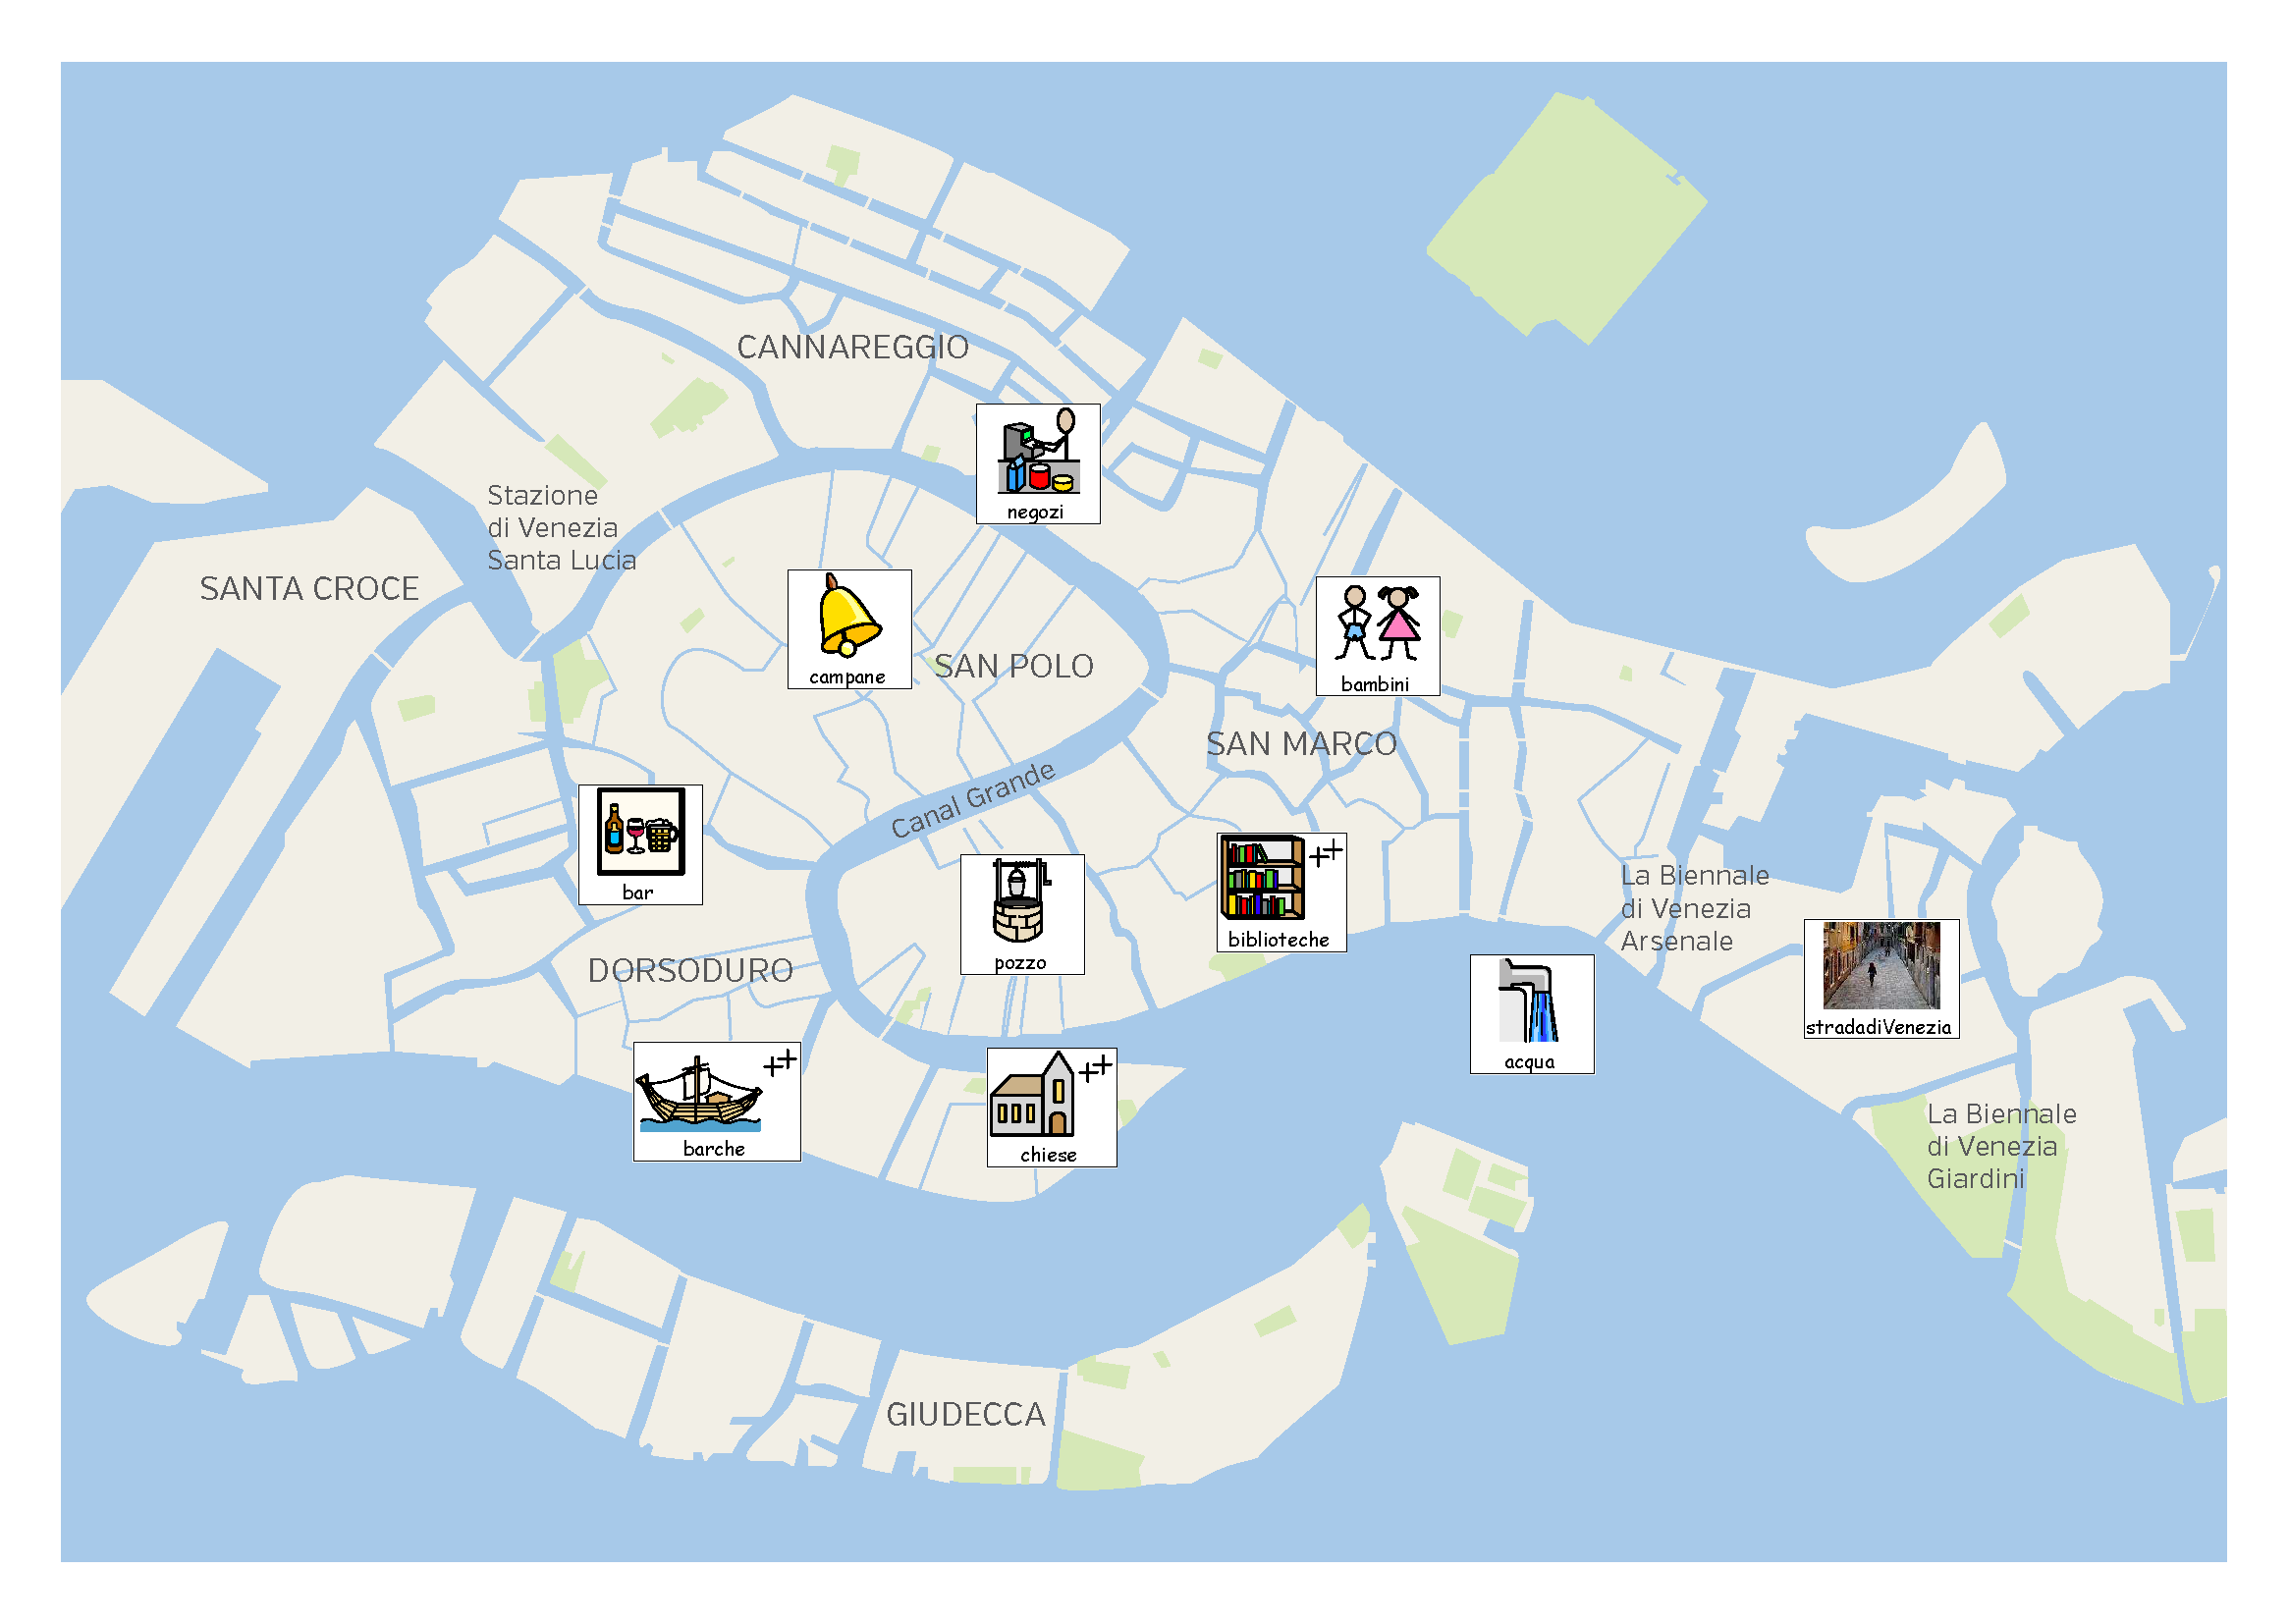 CANNAREGGIO
Stazione
di Venezia
Santa Lucia
negozi
SANTA CROCE
campane
SAN POLO
bambini
SAN MARCO
Canal Grande
bar
La Biennale
di Venezia
Arsenale
biblioteche
pozzo
DORSODURO
stradadiVenezia
acqua
barche
chiese
La Biennale
di Venezia
Giardini
GIUDECCA